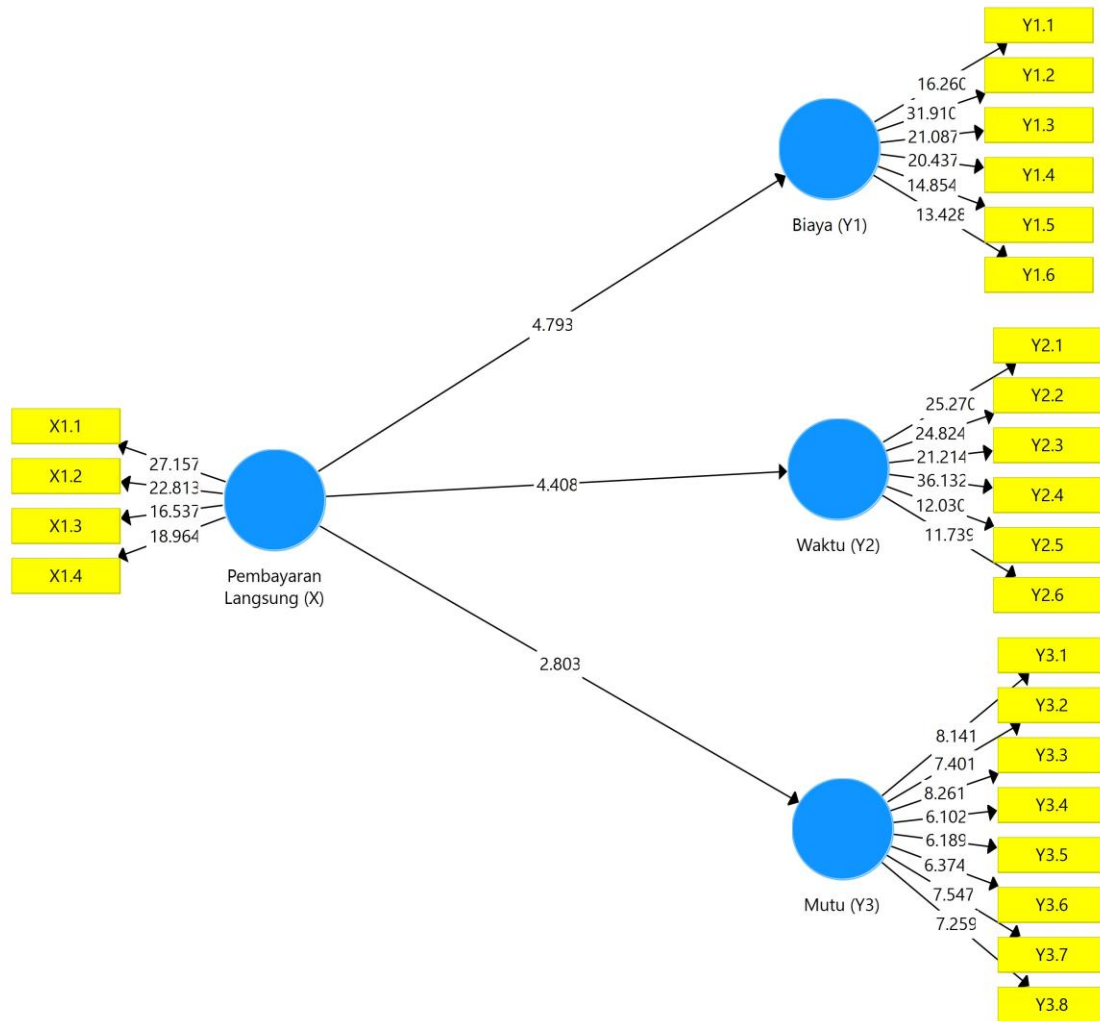 Y1.1
Y1.2
Y1.3
Y1.4
Y1.5
Y1.6
16.260
31.910
21.087
20.437
14.854
13.428
Biaya (Y1)
4.793
X1.1
X1.2
X1.3
X1.4
27.157
22.813
16.537
18.964
Pembayaran
Langsung (X)
4.408
Y2.1
Y2.2
Y2.3
Y2.4
Y2.5
Y2.6
25.270
24.824
21.214
36.132
12.030
11.739
Waktu (Y2)
2.803
Y3.1
Y3.2
Y3.3
Y3.4
Y3.5
Y3.6
Y3.7
Y3.8
8.141
7.401
8.261
6.102
6.189
6.374
7.547
7.259
Mutu (Y3)